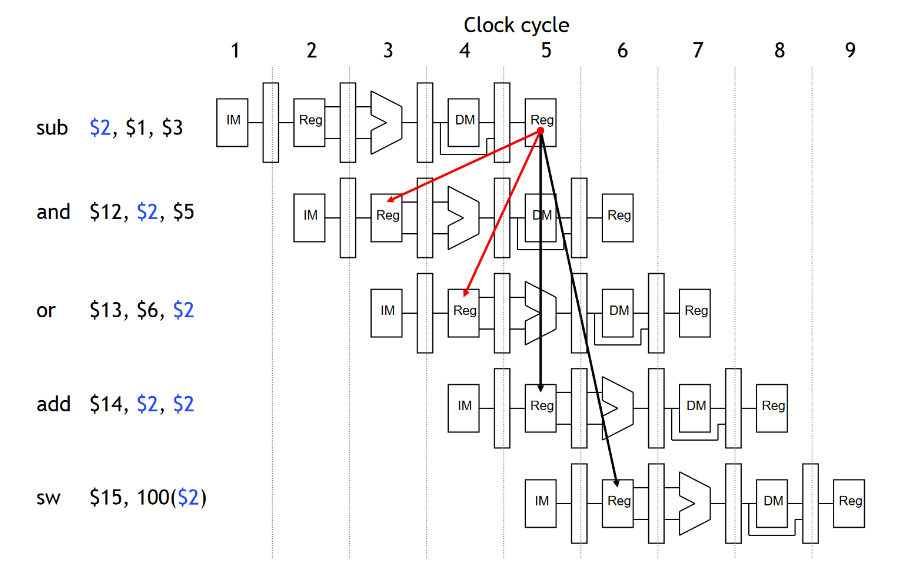 Clock cycle
1 2 3 4 5 6 7 8 9
sub $2, $1, $3 IM Reg DM Reg
and $12, $2, $5 IM Reg DM Reg
or $13, $6, $2 IM Reg DM Reg
add $14, $2, $2 IM Reg DM Reg
sw $15, 100($2) IM Reg DM Reg